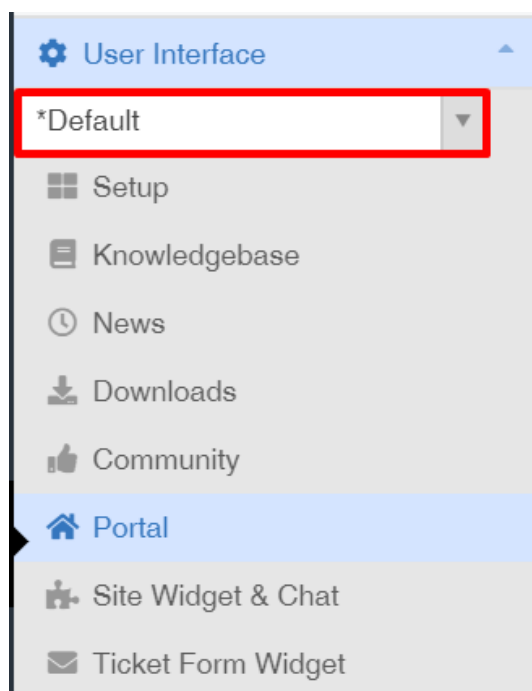 User Interface
*Default
Setup
Knowledgebase
News
Downloads
Community
Portal
Site Widget & Chat
Ticket Form Widget